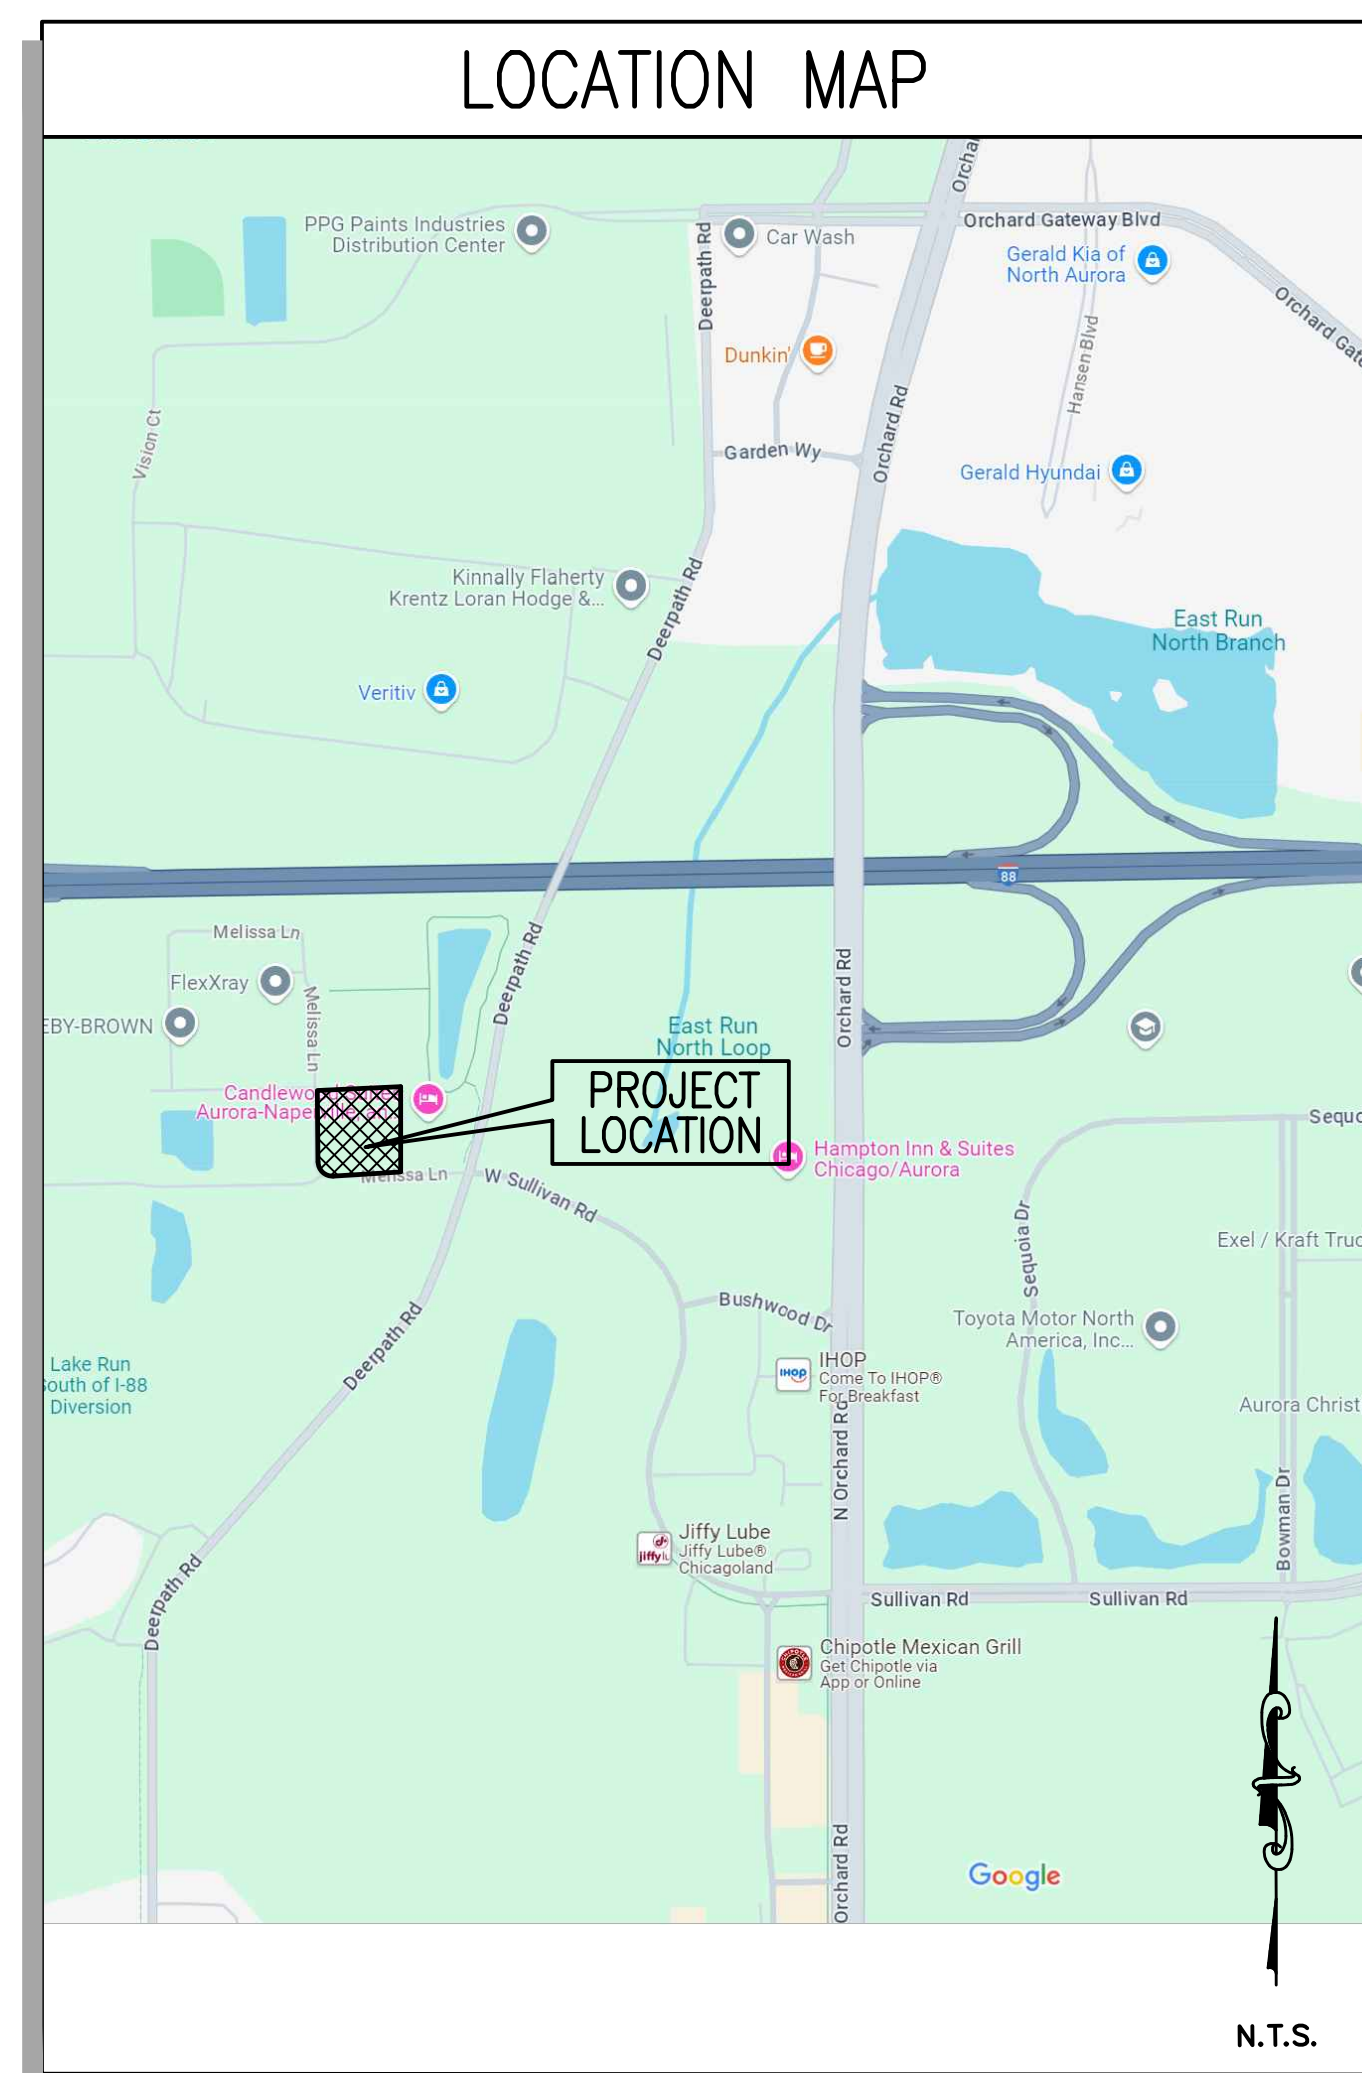 LOCATION MAP
Orchard Gateway Blvd
PPG Paints Industries
Distribution Center
Deerpath Rd
Car Wash
Gerald Kia of
North Aurora
Dunkin'
Hansen Blvd
Vision Ct
Orchard Rd
Garden Wy
Gerald Hyundai
Kinnally Flaherty
Krentz Loran Hodge &...
Deerpath Rd
East Run
North Branch
Veritiv
88
Melissa Ln
Deerpath Rd
FlexXray
Melissa Ln
Orchard Rd
EBY-BROWN
East Run
North Loop
PROJECT
LOCATION
Hampton Inn & Suites
Chicago/Aurora
Melissa Ln
W Sullivan Rd
Sequoia Dr
Exel / Kraft
Bushwood Dr
Toyota Motor North
America, Inc...
Deerpath Rd
IHOP
IHOP
Come To IHOP®
For Breakfast
Lake Run
South of I-88
Diversion
Aurora Christ
N Orchard Rd
Bowman Dr
Jiffy Lube
Jiffy Lube®
Chicagoland
Deerpath Rd
Sullivan Rd
Sullivan Rd
Chipotle Mexican Grill
Get Chipotle via
App or Online
Orchard Rd
Google
N.T.S.